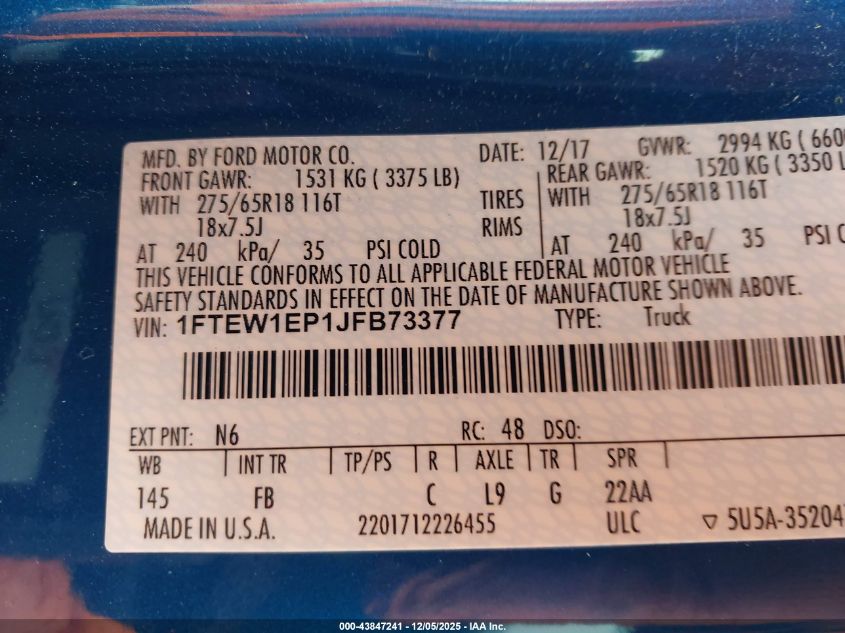 MFD. BY FORD MOTOR CO. DATE: 12/17 GVWR: 2994 KG ( 660
FRONT GAWR: 1531 KG ( 3375 LB) REAR GAWR: 1520 KG ( 3350 L
WITH 275/65R18 116T TIRES WITH 275/65R18 116T
18x7.5J RIMS 18x7.5J
AT 240 kPa/ 35 PSI COLD AT 240 kPa/ 35 PSI C
THIS VEHICLE CONFORMS TO ALL APPLICABLE FEDERAL MOTOR VEHICLE
SAFETY STANDARDS IN EFFECT ON THE DATE OF MANUFACTURE SHOWN ABOVE.
VIN: 1FTEW1EP1JFB73377 TYPE: Truck
EXT PNT: N6 RC: 48 DSO:
WB INT TR TP/PS R AXLE TR SPR
145 FB C L9 G 22AA
MADE IN U.S.A. 2201712226455 ULC ▽ 5U5A-35204
000-43847241 - 12/05/2025 - IAA Inc.